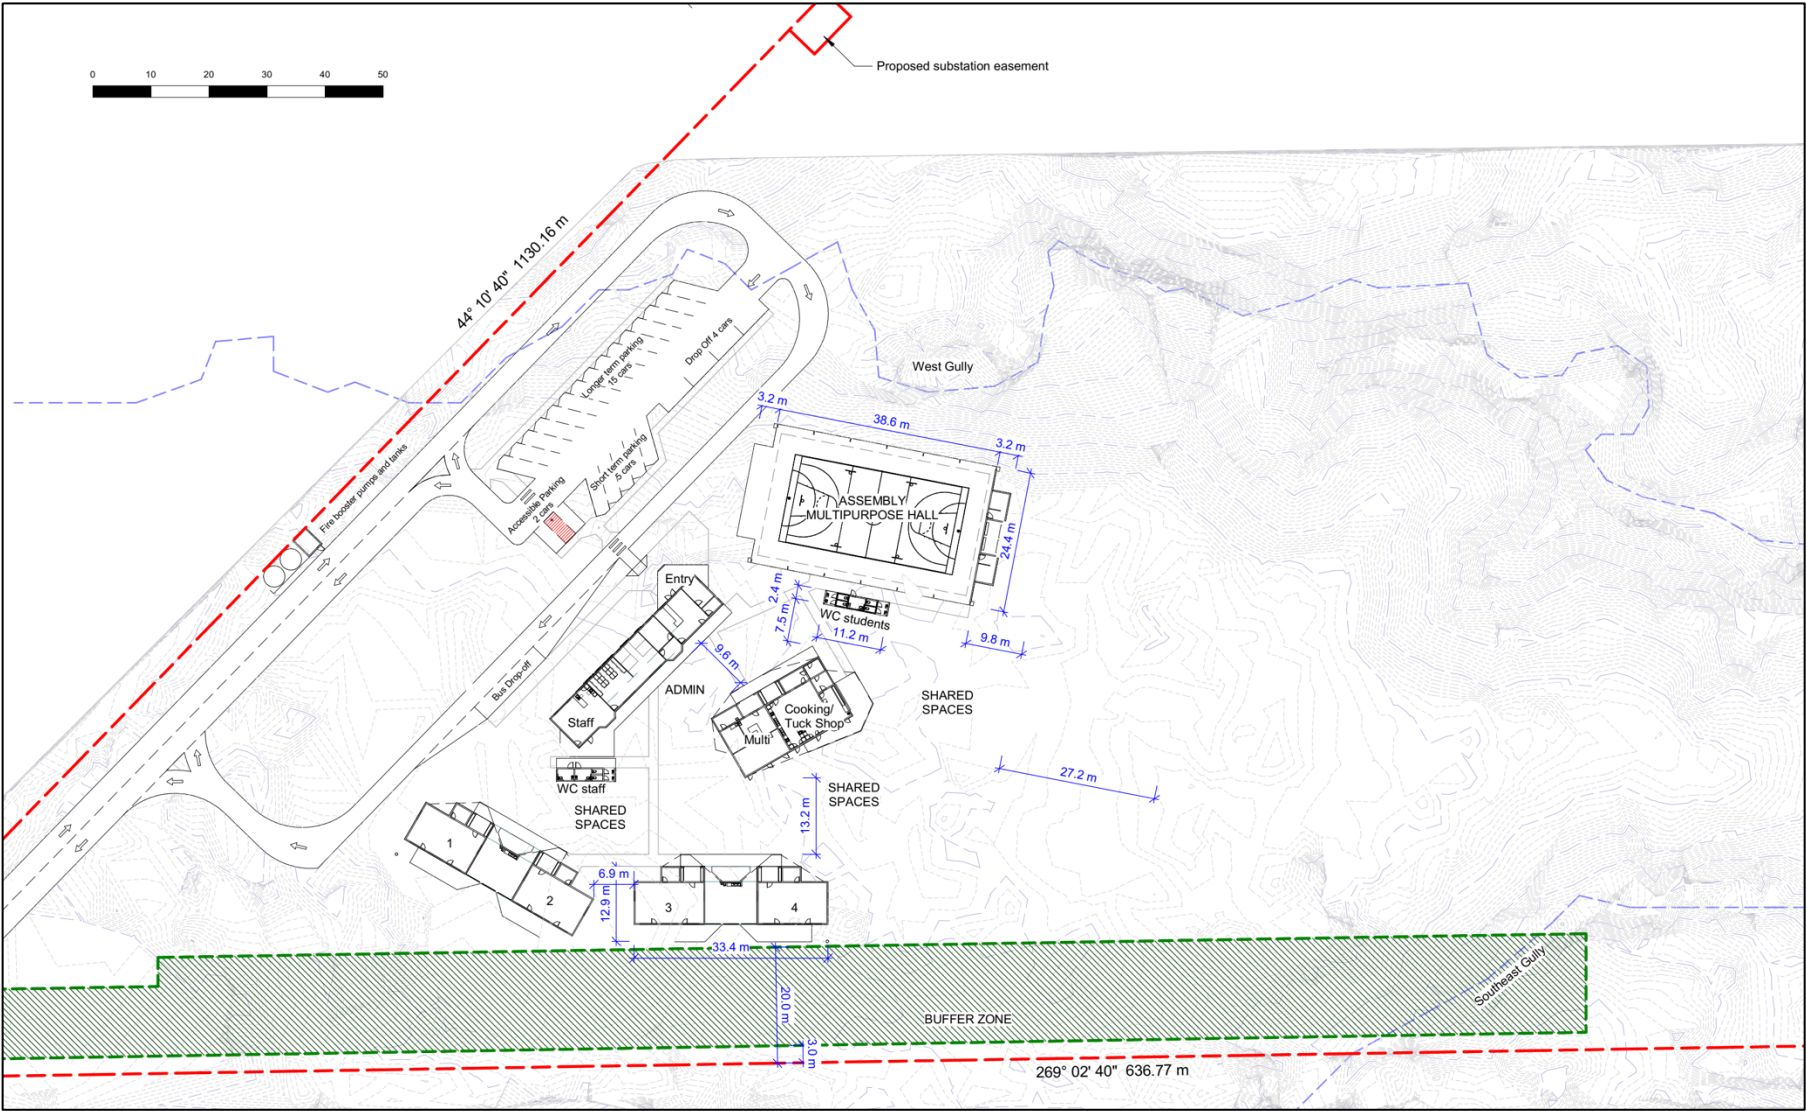 0 10 20 30 40 50
Proposed substation easement
44° 10' 40" 1130.16 m
Longer term parking
15 cars
Drop Off 4 cars
West Gully
3.2 m
38.6 m
3.2 m
Short term parking
5 cars
Accessible Parking
2 cars
Fire booster pumps and tanks
ASSEMBLY
MULTIPURPOSE HALL
24.4 m
Entry
2.4 m
7.5 m
WC students
11.2 m
9.8 m
9.6 m
Bus Drop-off
ADMIN
SHARED
SPACES
Staff
Cooking/
Tuck Shop
Multi
WC staff
27.2 m
SHARED
SPACES
SHARED
SPACES
13.2 m
1
2
6.9 m
12.9 m
3
4
33.4 m
20.0 m
3.0 m
BUFFER ZONE
Southeast Gully
269° 02' 40" 636.77 m